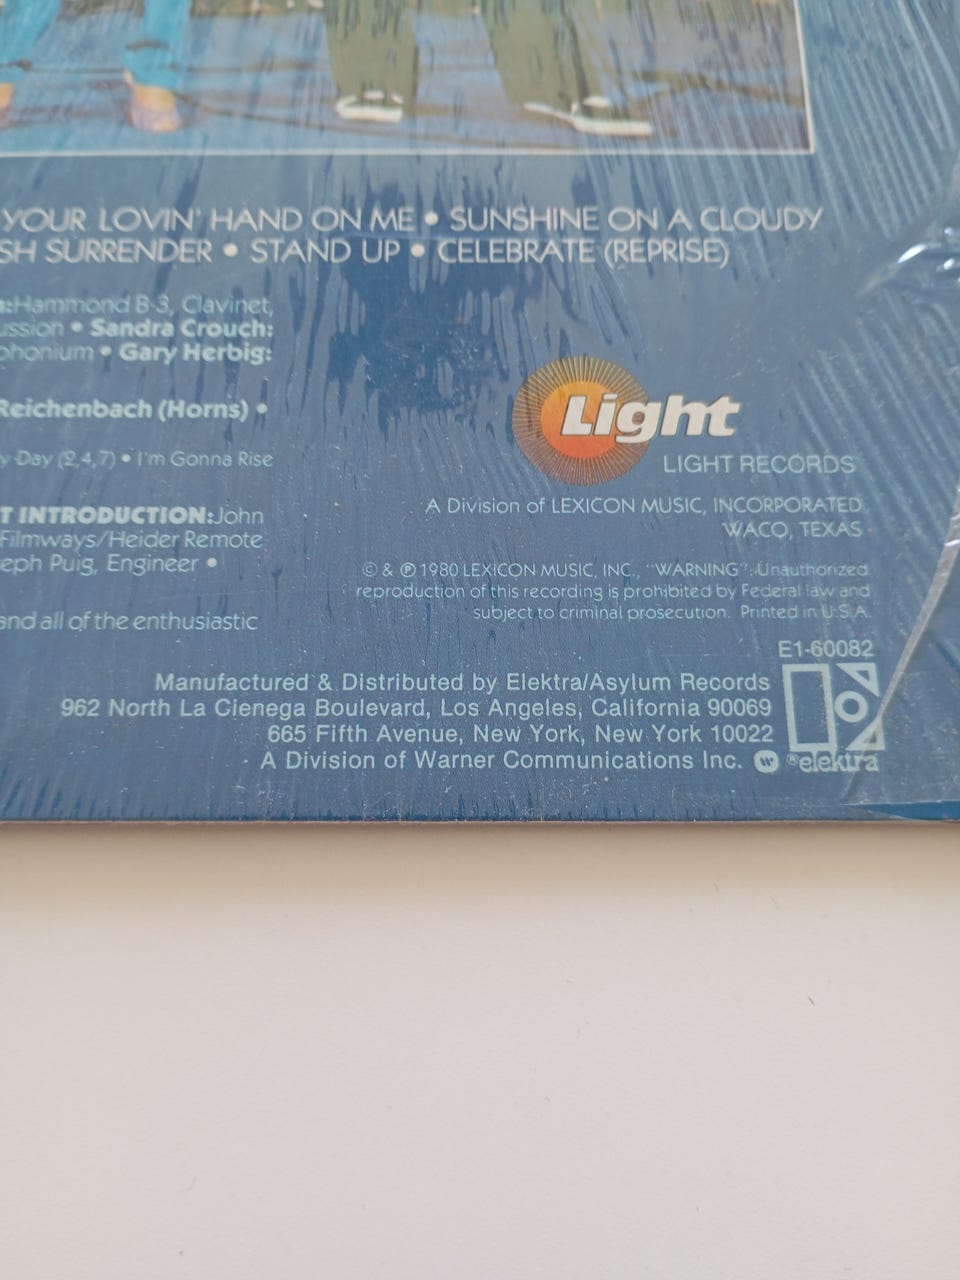 YOUR LOVIN' HAND ON ME • SUNSHINE ON A CLOUDY
SH SURRENDER • STAND UP • CELEBRATE (REPRISE)
:Hammond B-3, Clavinet,
ussion • Sandra Crouch:
phonium • Gary Herbig:
Reichenbach (Horns) •
y Day (2,4,7) • I'm Gonna Rise
T INTRODUCTION:John
Filmways/Heider Remote
eph Puig, Engineer •
and all of the enthusiastic
Light
LIGHT RECORDS
A Division of LEXICON MUSIC, INCORPORATED
WACO, TEXAS
© & ℗ 1980 LEXICON MUSIC, INC., "WARNING": Unauthorized
reproduction of this recording is prohibited by Federal law and
subject to criminal prosecution. Printed in U.S.A.
E1-60082
Manufactured & Distributed by Elektra/Asylum Records
962 North La Cienega Boulevard, Los Angeles, California 90069
665 Fifth Avenue, New York, New York 10022
A Division of Warner Communications Inc. ® elektra